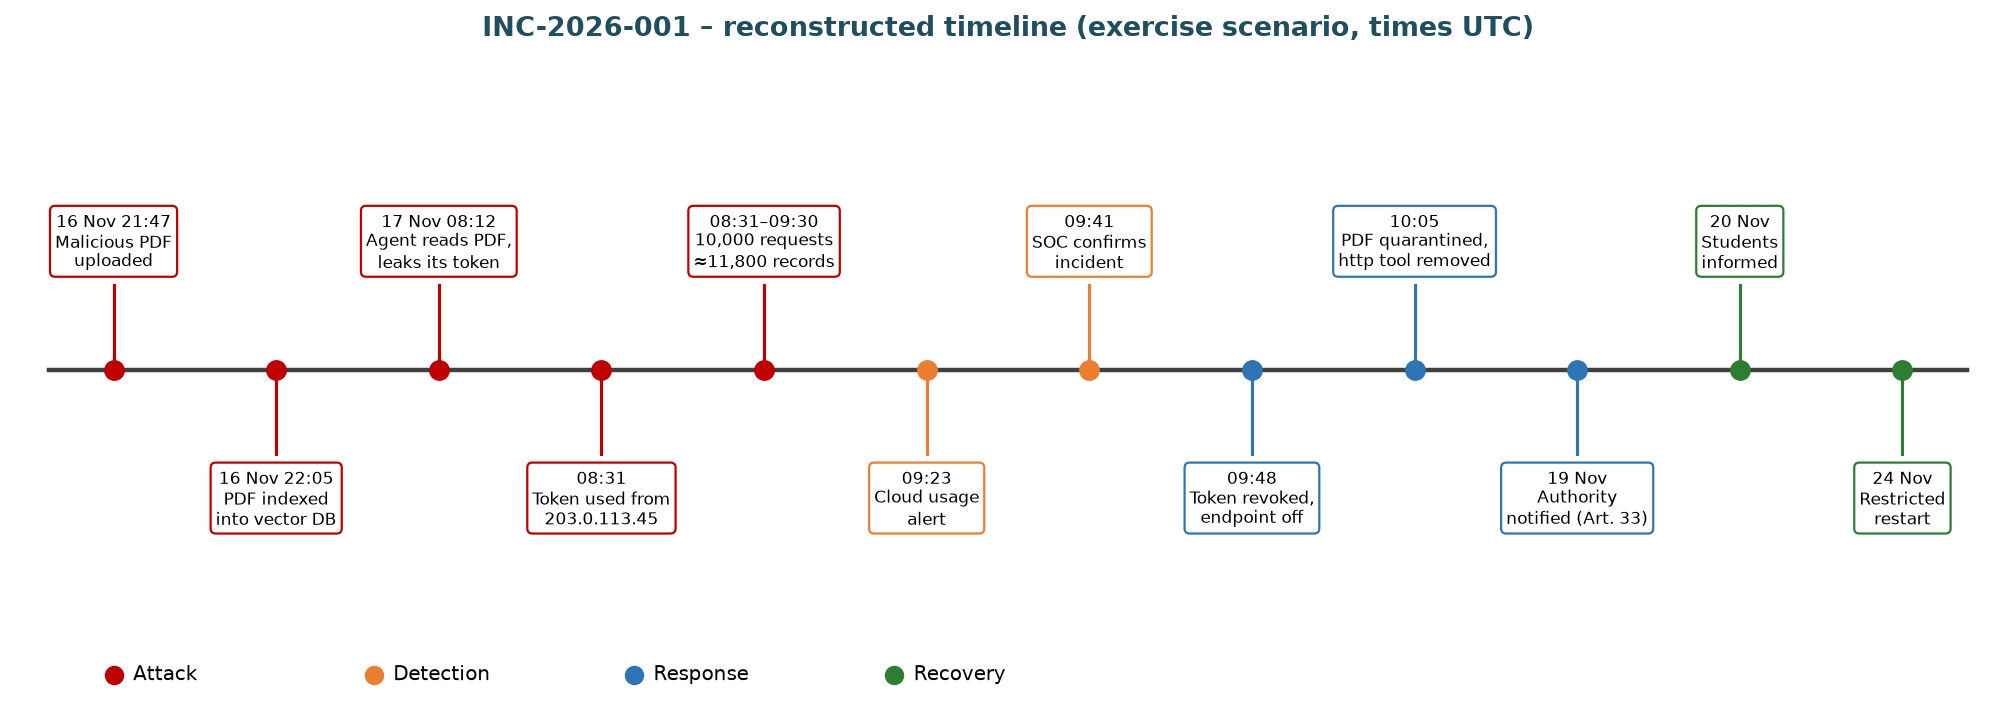 INC-2026-001 – reconstructed timeline (exercise scenario, times UTC)
16 Nov 21:47
Malicious PDF
uploaded
16 Nov 22:05
PDF indexed
into vector DB
17 Nov 08:12
Agent reads PDF,
leaks its token
08:31
Token used from
203.0.113.45
08:31–09:30
10,000 requests
≈11,800 records
09:23
Cloud usage
alert
09:41
SOC confirms
incident
09:48
Token revoked,
endpoint off
10:05
PDF quarantined,
http tool removed
19 Nov
Authority
notified (Art. 33)
20 Nov
Students
informed
24 Nov
Restricted
restart
Attack
Detection
Response
Recovery